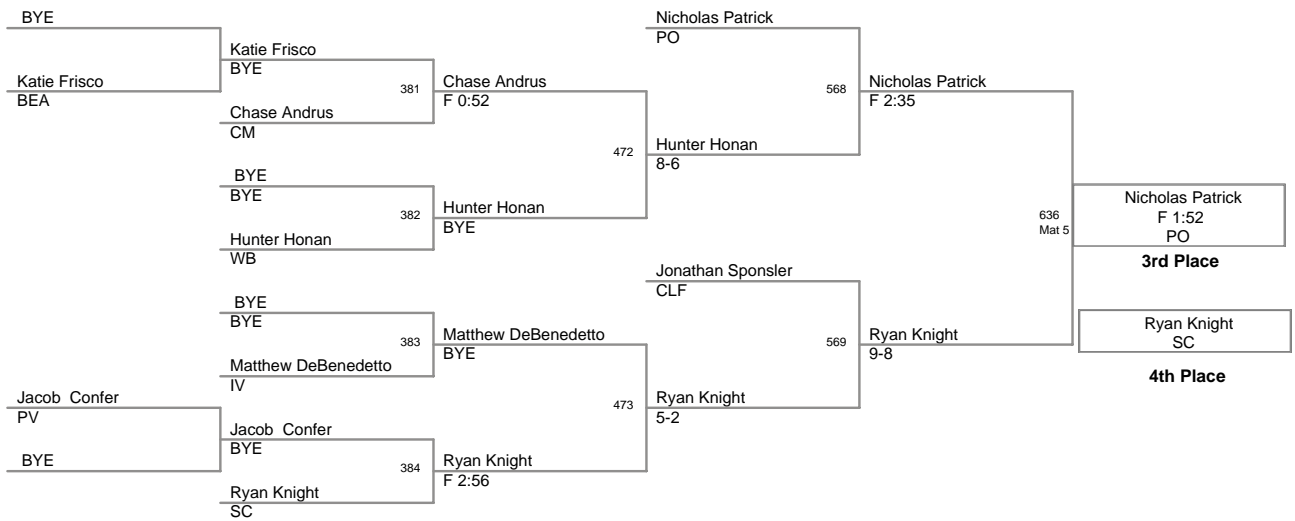 BYE
Katie Frisco
BEA
Katie Frisco
BYE
381
Chase Andrus
CM
Chase Andrus
F 0:52
BYE
BYE
382
Hunter Honan
WB
Hunter Honan
BYE
472
Nicholas Patrick
PO
568
Hunter Honan
8-6
Nicholas Patrick
F 2:35
BYE
BYE
383
Matthew DeBenedetto
IV
Matthew DeBenedetto
BYE
Jacob Confer
PV
BYE
Jacob Confer
BYE
384
Ryan Knight
SC
Ryan Knight
F 2:56
473
Jonathan Sponsler
CLF
569
Ryan Knight
5-2
Ryan Knight
9-8
636
Mat 5
Nicholas Patrick
F 1:52
PO
3rd Place
Ryan Knight
SC
4th Place